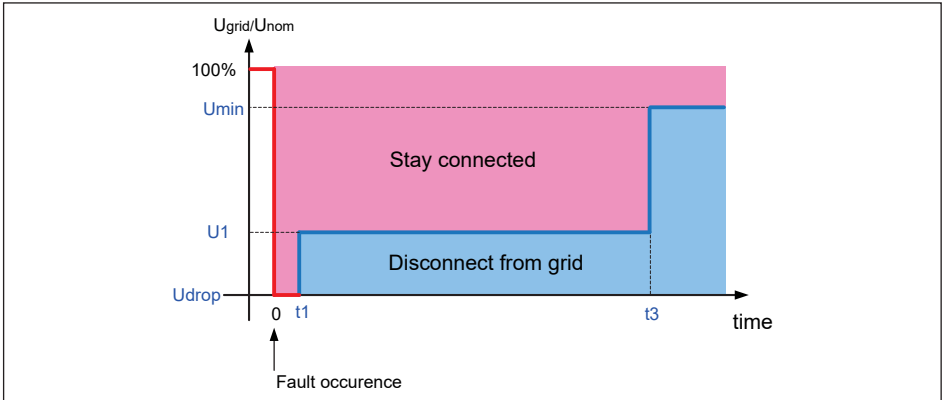 Ugrid/Unom
100%
Umin
Stay connected
U1
Disconnect from grid
Udrop
0
t1
t3
time
Fault occurence